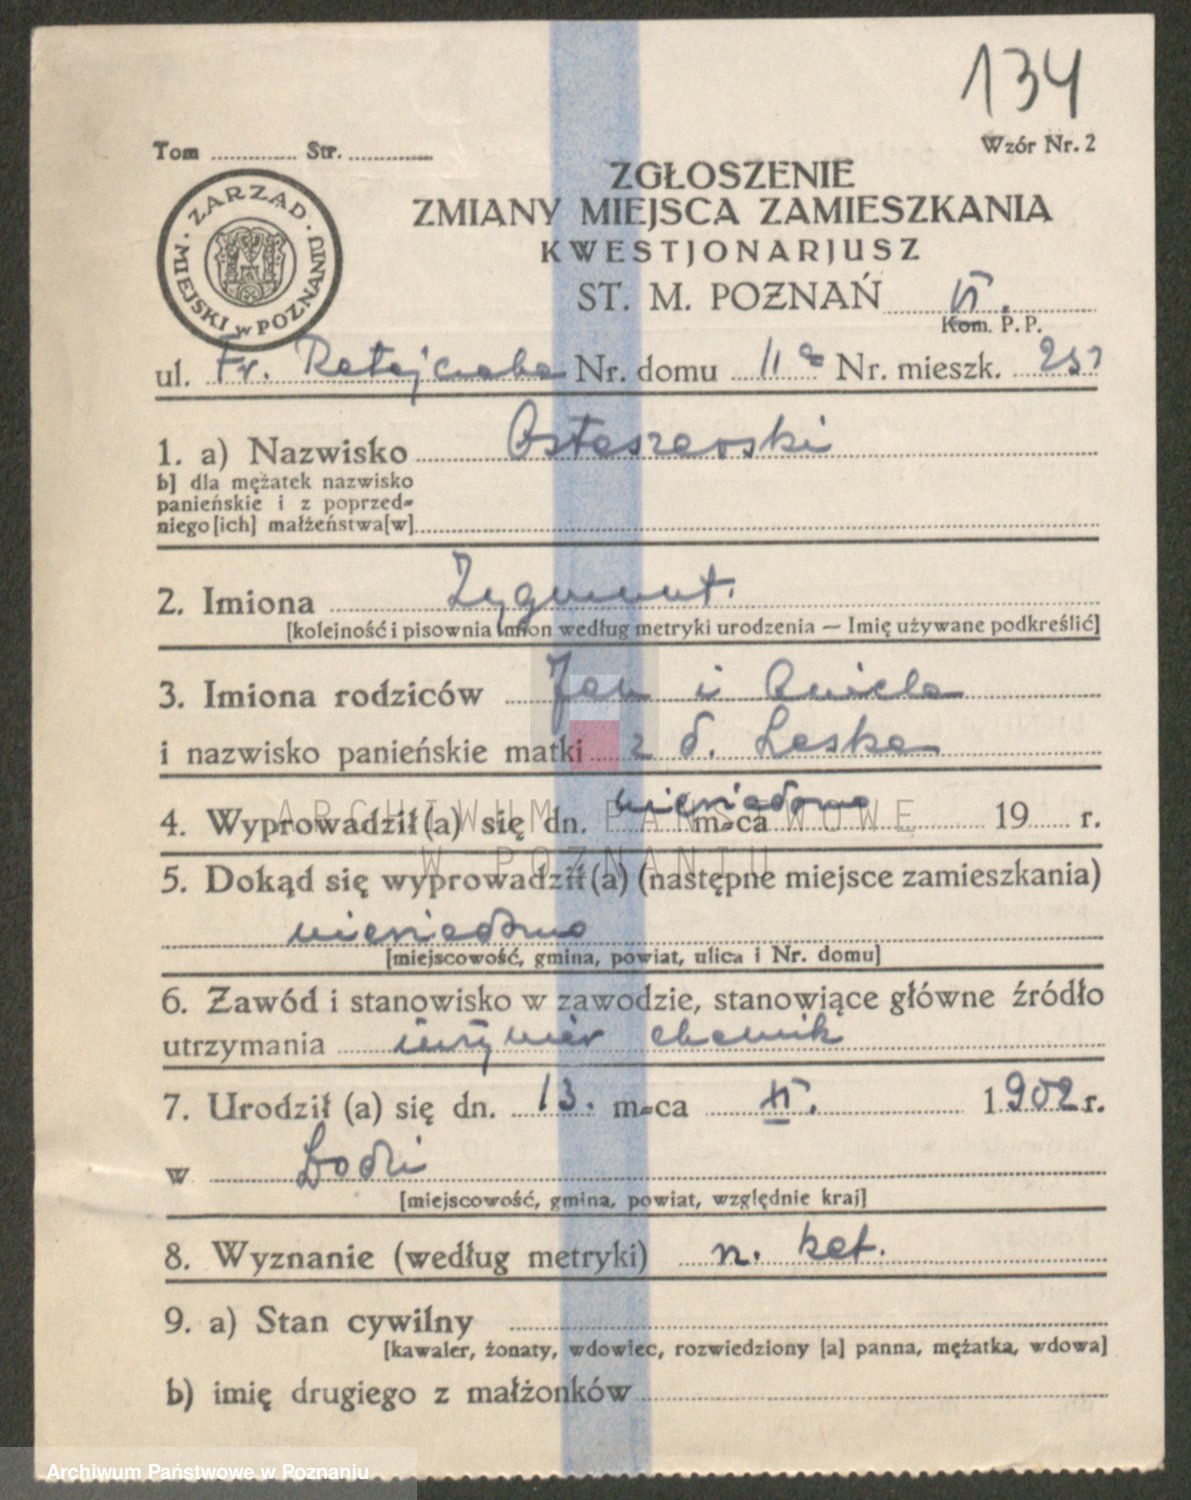 134
Wzór Nr. 2
Tom ............ Str. ............
ZARZĄD MIEJSKI w POZNANIU
ZGŁOSZENIE
ZMIANY MIEJSCA ZAMIESZKANIA
KWESTJONARJUSZ
ST. M. POZNAŃ VI.
Kom. P. P.
ul. Fr. Ratajczaka Nr. domu 11a Nr. mieszk.
1. a) Nazwisko Ostaszewski
b] dla mężatek nazwisko
panieńskie i z poprzed=
niego [ich] małżeństwa[w]
2. Imiona Zygmunt.
[kolejność i pisownia imion według metryki urodzenia — Imię używane podkreślić]
3. Imiona rodziców Jan i Aniela
i nazwisko panieńskie matki z d. Leska
4. Wyprowadził (a) się dn. niewiadomo m=ca 19 r.
5. Dokąd się wyprowadził (a) (następne miejsce zamieszkania)
niewiadomo
[miejscowość, gmina, powiat, ulica i Nr. domu]
6. Zawód i stanowisko w zawodzie, stanowiące główne źródło
utrzymania inżynier chemik
7. Urodził (a) się dn. 13. m=ca XI. 1902 r.
w Łodzi
[miejscowość, gmina, powiat, względnie kraj]
8. Wyznanie (według metryki) n. kat.
9. a) Stan cywilny
[kawaler, żonaty, wdowiec, rozwiedziony [a] panna, mężatka, wdowa]
b) imię drugiego z małżonków
ARCHIWUM PAŃSTWOWE
W POZNANIU
Archiwum Państwowe w Poznaniu